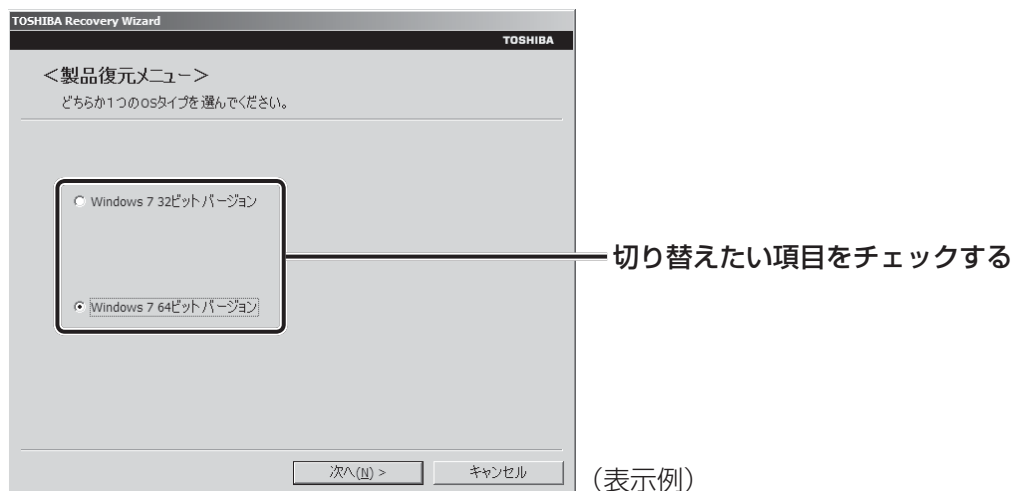 TOSHIBA Recovery Wizard
TOSHIBA
＜製品復元メニュー＞
どちらか1つのOSタイプを選んでください。
Windows 7 32ビットバージョン
切り替えたい項目をチェックする
Windows 7 64ビットバージョン
次へ(N) >
キャンセル
（表示例）